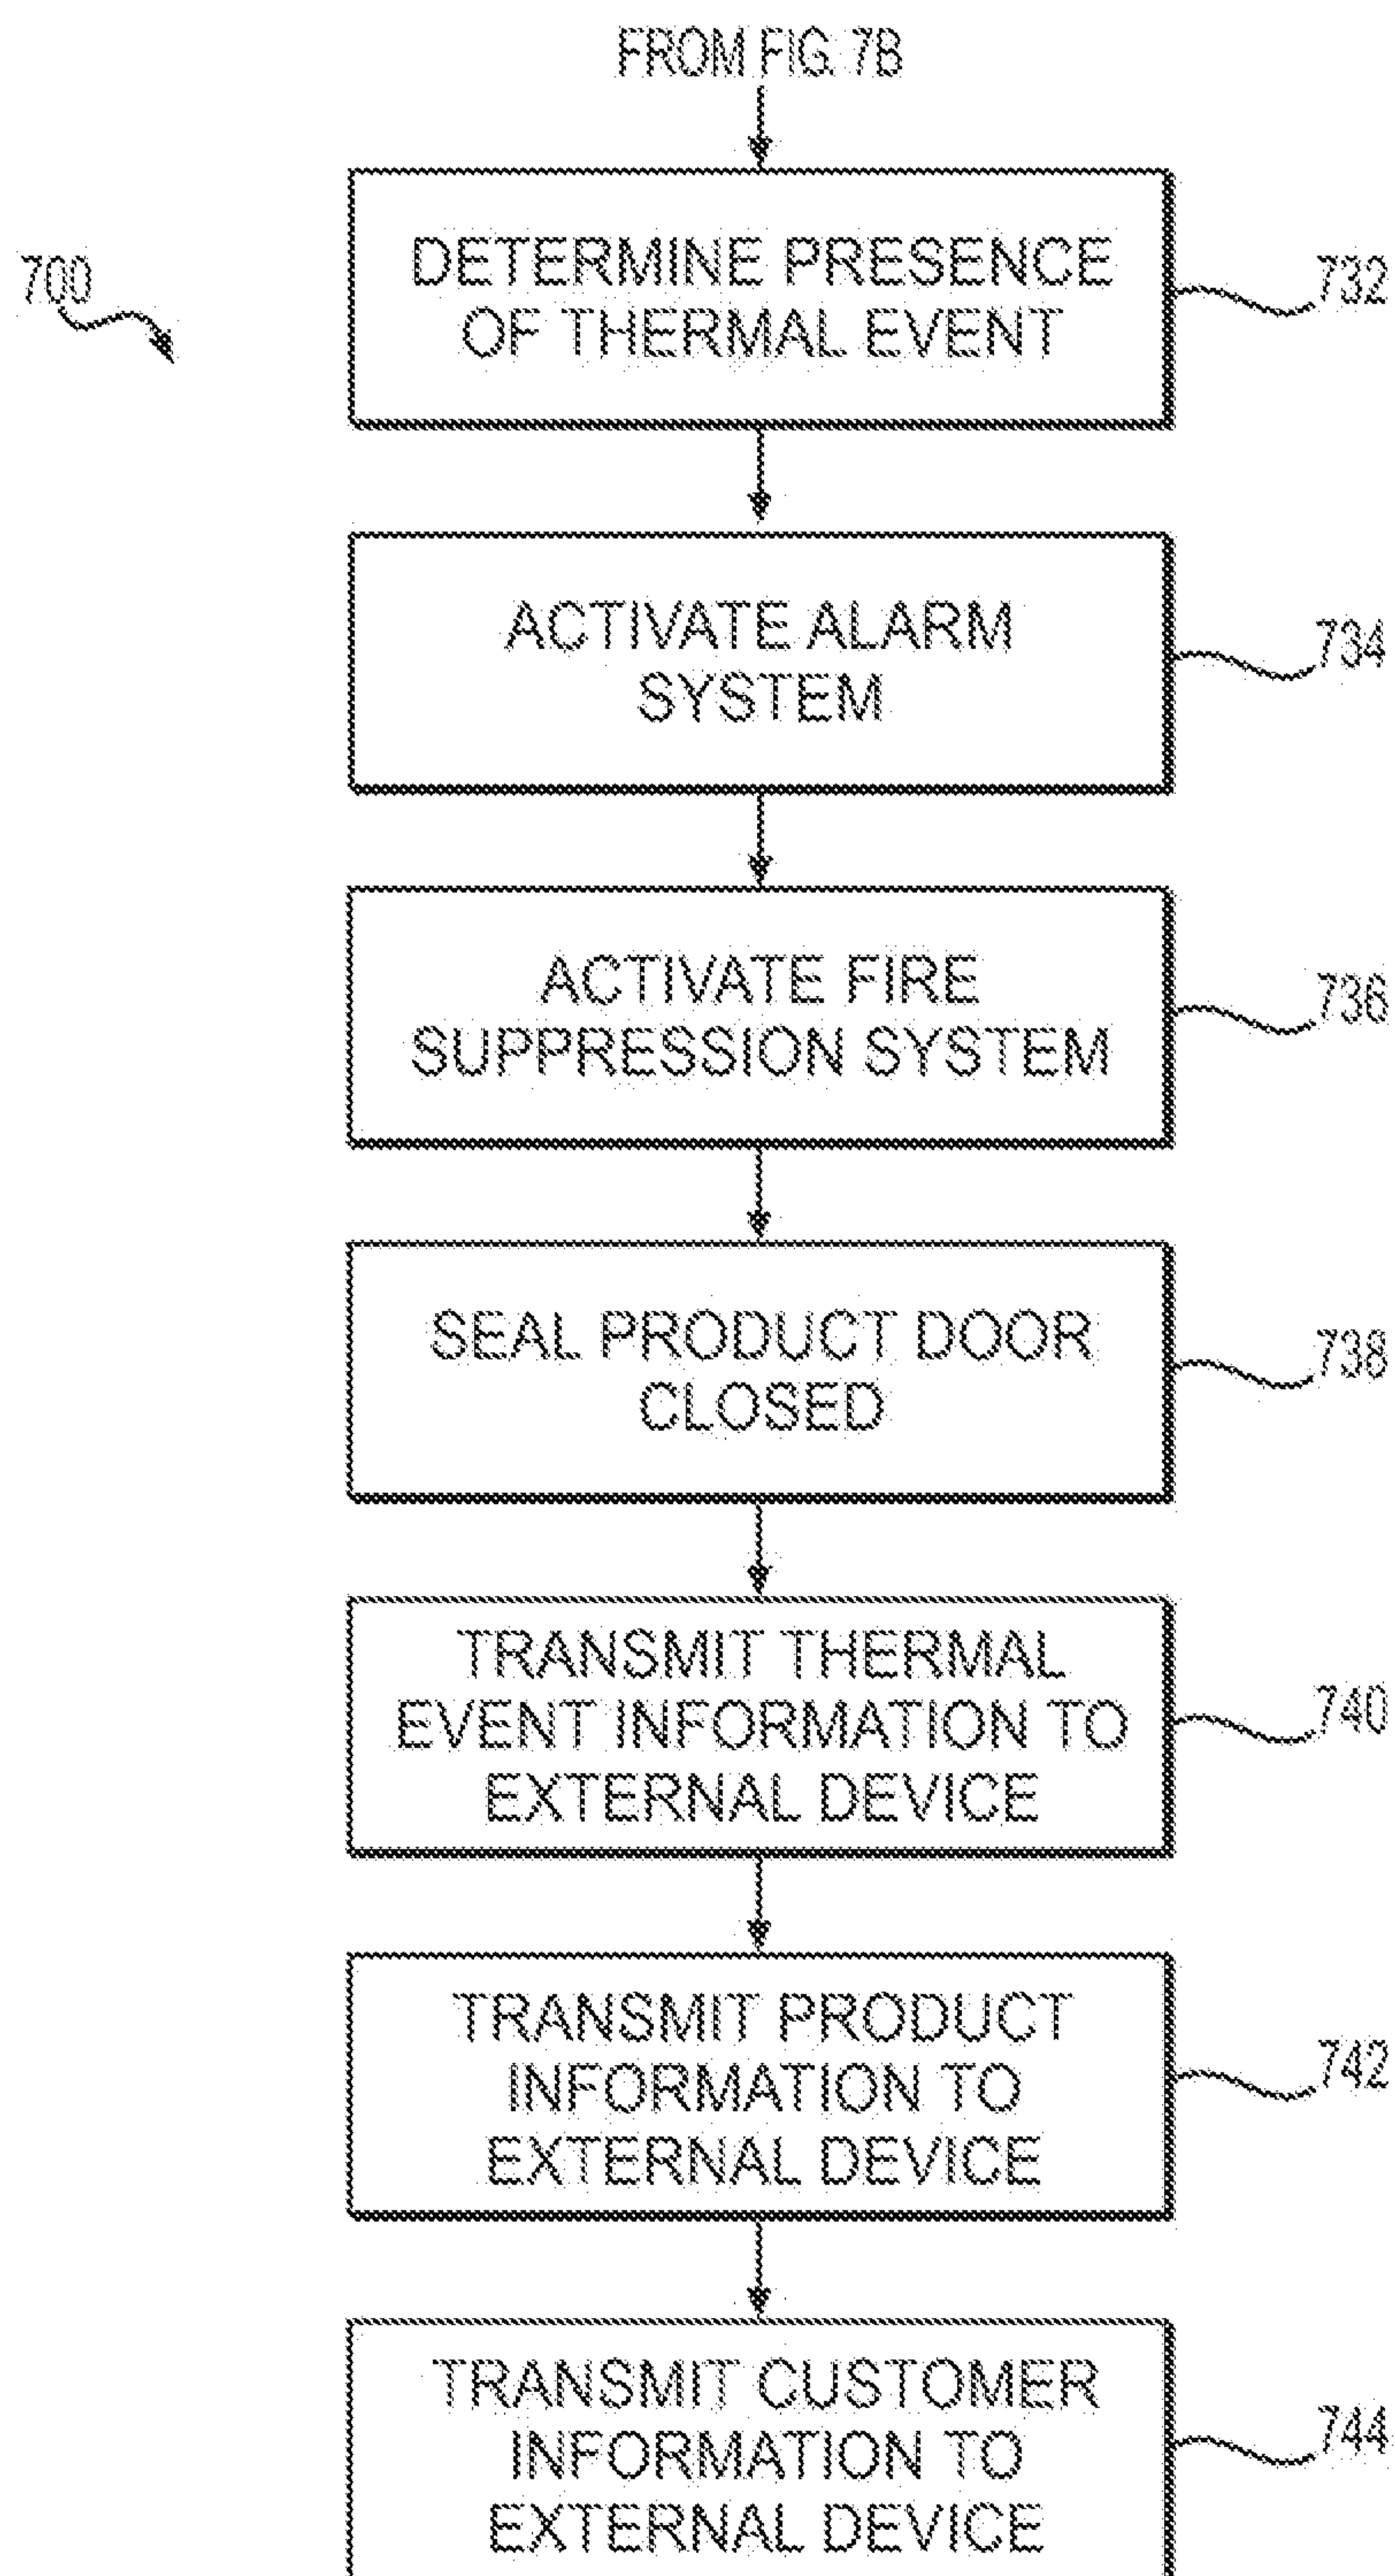 FROM FIG. 7B
700
DETERMINE PRESENCE
OF THERMAL EVENT
732
ACTIVATE ALARM
SYSTEM
734
ACTIVATE FIRE
SUPPRESSION SYSTEM
736
SEAL PRODUCT DOOR
CLOSED
738
TRANSMIT THERMAL
EVENT INFORMATION TO
EXTERNAL DEVICE
740
TRANSMIT PRODUCT
INFORMATION TO
EXTERNAL DEVICE
742
TRANSMIT CUSTOMER
INFORMATION TO
EXTERNAL DEVICE
744